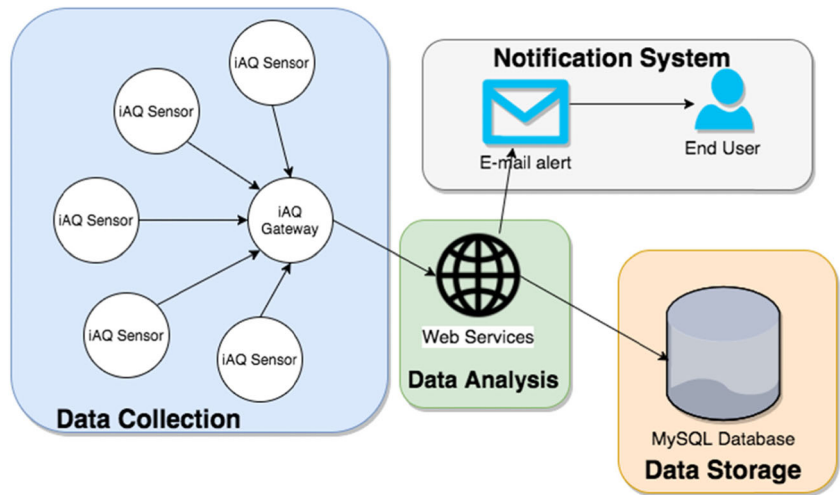 iAQ Sensor
iAQ Sensor
iAQ Sensor
iAQ Sensor
iAQ Sensor
iAQ
Gateway
Data Collection
Notification System
E-mail alert
End User
Web Services
Data Analysis
MySQL Database
Data Storage